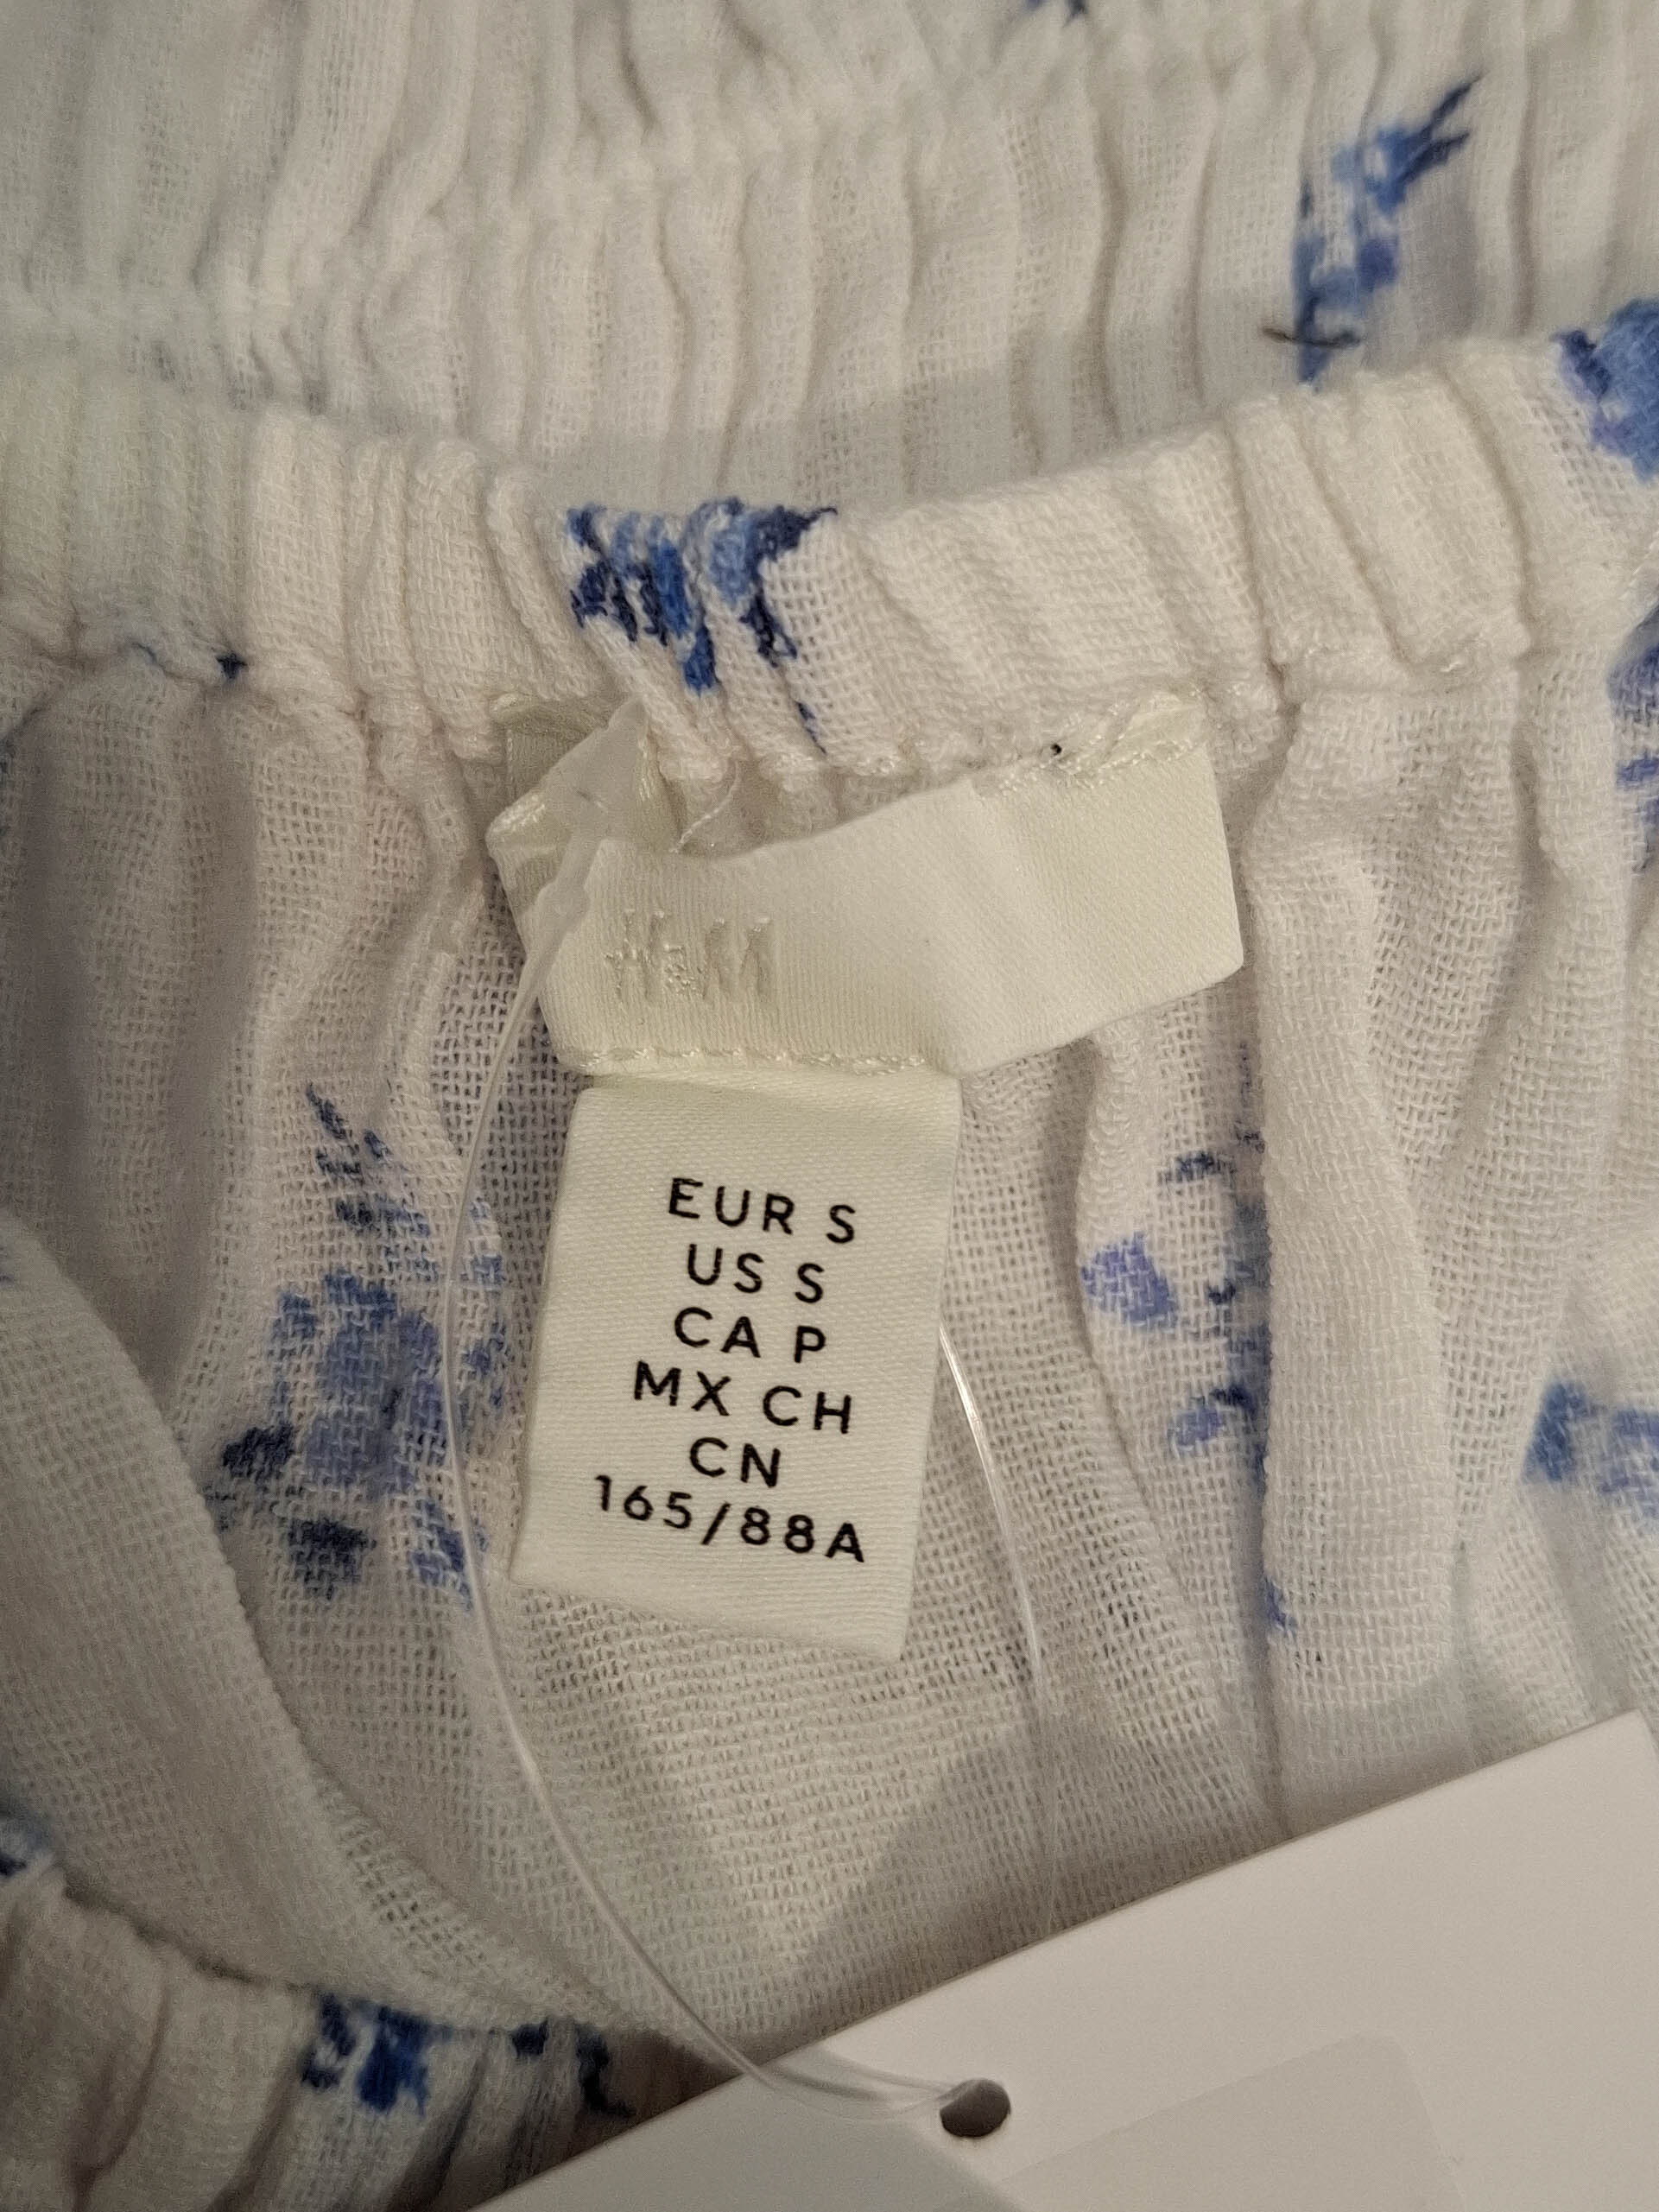 H&M
EUR S
US S
CA P
MX CH
CN
165/88A